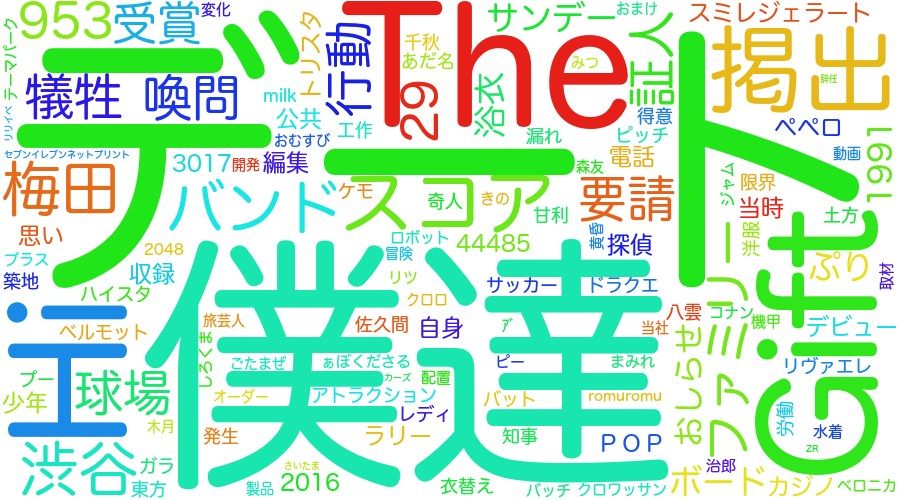 953
受賞
変化
トリスタ
行動
The
サンデー
おまけ
スミレジェラート
テーマパーク
犠牲
喚問
千秋
あだ名
29
浴衣
みつ
証人
掲出
辞任
リリイベ
milk
公共
得意
ペペロ
セブンイレブンネットプリント
デート
おむすび
工作
漏れ
ピッチ
1991
梅田
3017
開発
編集
電話
森友
動画
バンド
ケモ
スコア
奇人
きの
甘利
要請
ジャム
限界
当時
土方
思い
2048
プラス
収録
築地
ロボット
冒険
44485
黄昏
探偵
洋服
Gift
ぷり
取材
ハイスタ
僕達
リツ
クロロ
サッカー
ドラクエ
ファミリー
エ
ベルモット
旅芸人
佐久間
自身
ア
当社
八雲
コナン
機甲
デビュー
しろくま
ごたまぜ
ぁぼくださる
ピー
まみれ
おしらせ
リヴァエレ
プー
少年
球場
オーダー
カーズ
配置
アトラクション
バット
romuromu
労働
木月
発生
レディ
ラリー
知事
POP
水着
ZR
渋谷
ガラ
東方
さいたま
製品
2016
衣替え
バッチ
クロワッサン
治郎
ボード
カジノ
ベロニカ